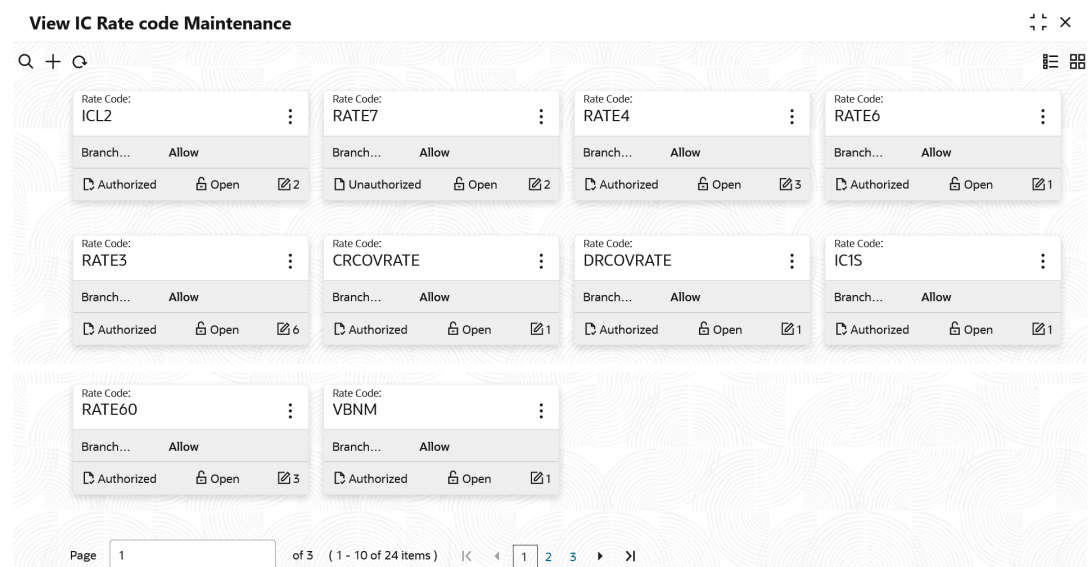 View IC Rate code Maintenance
Rate Code: Rate Code: Rate Code: Rate Code:
ICL2 RATE7 RATE4 RATE6
Branch... Allow Branch... Allow Branch... Allow Branch... Allow
Authorized Open 2 Unauthorized Open 2 Authorized Open 3 Authorized Open 1
Rate Code: Rate Code: Rate Code: Rate Code:
RATE3 CRCOVRATE DRCOVRATE IC1S
Branch... Allow Branch... Allow Branch... Allow Branch... Allow
Authorized Open 6 Authorized Open 1 Authorized Open 1 Authorized Open 1
Rate Code: Rate Code:
RATE60 VBNM
Branch... Allow Branch... Allow
Authorized Open 3 Authorized Open 1
Page 1 of 3 ( 1 - 10 of 24 items ) 1 2 3